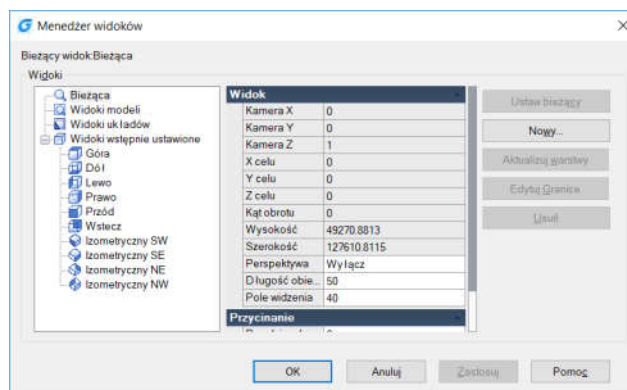 Menedżer widoków
Bieżący widok:Bieżąca
Widoki
Bieżąca
Widoki modeli
Widoki układów
Widoki wstępnie ustawione
Góra
Dół
Lewo
Prawo
Przód
Wstecz
Izometryczny SW
Izometryczny SE
Izometryczny NE
Izometryczny NW
Widok
Kamera X 0
Kamera Y 0
Kamera Z 1
X celu 0
Y celu 0
Z celu 0
Kąt obrotu 0
Wysokość 49270.8813
Szerokość 127610.8115
Perspektywa Wyłącz
Długość obie... 50
Pole widzenia 40
Przycinanie
Ustaw bieżący
Nowy...
Aktualizuj warstwy
Edytuj Granice
Usuń
OK
Anuluj
Zastosuj
Pomoc